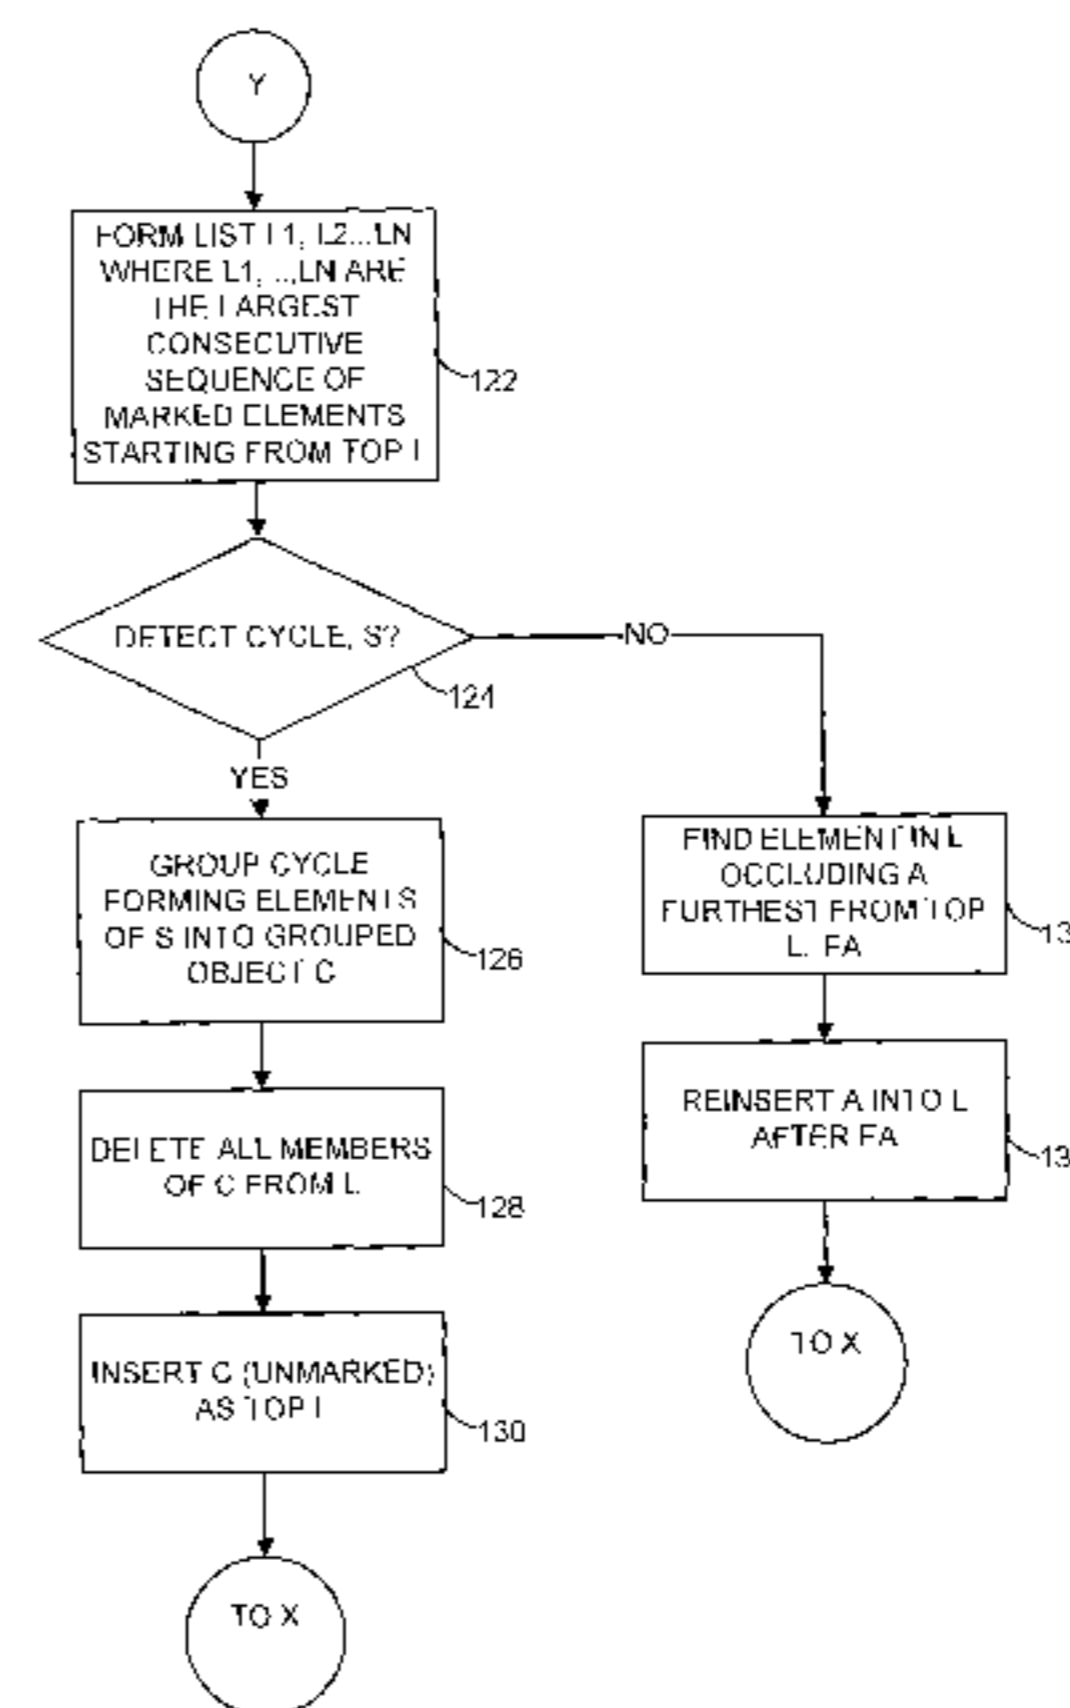 Y
FORM LIST L1, L2...LN
WHERE L1, ..,LN ARE
THE LARGEST
CONSECUTIVE
SEQUENCE OF
MARKED ELEMENTS
STARTING FROM TOP L
122
DETECT CYCLE, S?
124
NO
YES
GROUP CYCLE
FORMING ELEMENTS
OF S INTO GROUPED
OBJECT C
126
DELETE ALL MEMBERS
OF C FROM L
128
INSERT C (UNMARKED)
AS TOP L
130
TO X
FIND ELEMENT IN L
OCCLUDING A
FURTHEST FROM TOP
L, FA
REINSERT A INTO L
AFTER FA
TO X